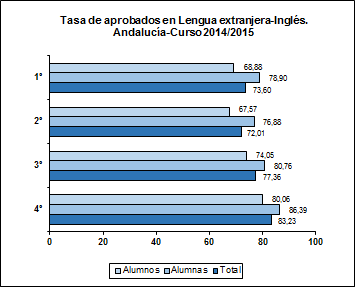 Tasa de aprobados en Lengua extranjera-Inglés.
Andalucía-Curso 2014/2015
1º
68,88
78,90
73,60
2º
67,57
76,88
72,01
3º
74,05
80,76
77,36
4º
80,06
86,39
83,23
0 20 40 60 80 100
Alumnos Alumnas Total